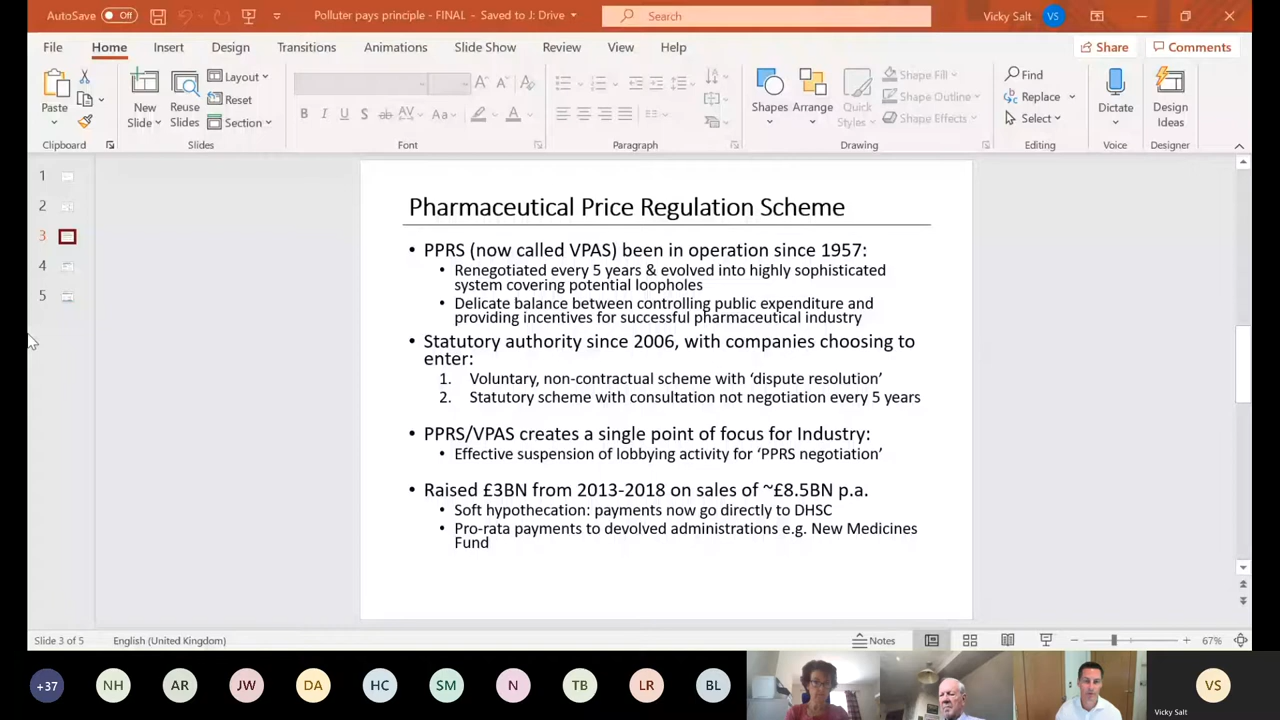 AutoSave
Off
Polluter pays principle - FINAL - Saved to J: Drive
Search
Vicky Salt
VS
File
Home
Insert
Design
Transitions
Animations
Slide Show
Review
View
Help
Share
Comments
Paste
New
Slide
Reuse
Slides
Layout
Reset
Section
Shapes
Arrange
Quick
Styles
Shape Fill
Shape Outline
Shape Effects
Find
Replace
Select
Dictate
Design
Ideas
Clipboard
Slides
Font
Paragraph
Drawing
Editing
Voice
Designer
1
2
3
4
5
Pharmaceutical Price Regulation Scheme
• PPRS (now called VPAS) been in operation since 1957:
• Renegotiated every 5 years & evolved into highly sophisticated
system covering potential loopholes
• Delicate balance between controlling public expenditure and
providing incentives for successful pharmaceutical industry
• Statutory authority since 2006, with companies choosing to
enter:
1. Voluntary, non-contractual scheme with ‘dispute resolution’
2. Statutory scheme with consultation not negotiation every 5 years
• PPRS/VPAS creates a single point of focus for Industry:
• Effective suspension of lobbying activity for ‘PPRS negotiation’
• Raised £3BN from 2013-2018 on sales of ~£8.5BN p.a.
• Soft hypothecation: payments now go directly to DHSC
• Pro-rata payments to devolved administrations e.g. New Medicines
Fund
Slide 3 of 5
English (United Kingdom)
Notes
67%
+37
NH
AR
JW
DA
HC
SM
N
TB
LR
BL
VS
Vicky Salt